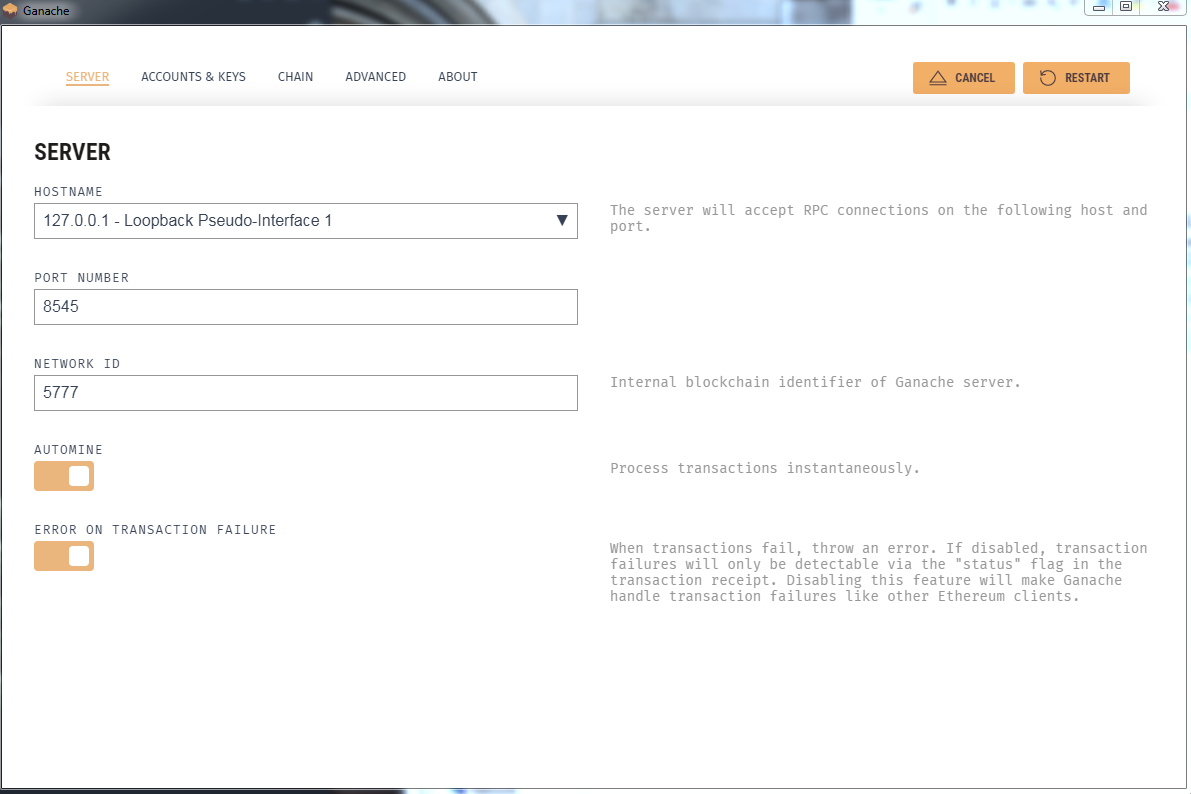 Ganache
SERVER
ACCOUNTS & KEYS
CHAIN
ADVANCED
ABOUT
CANCEL
RESTART
SERVER
HOSTNAME
127.0.0.1 - Loopback Pseudo-Interface 1
The server will accept RPC connections on the following host and
port.
PORT NUMBER
8545
NETWORK ID
5777
Internal blockchain identifier of Ganache server.
AUTOMINE
Process transactions instantaneously.
ERROR ON TRANSACTION FAILURE
When transactions fail, throw an error. If disabled, transaction
failures will only be detectable via the "status" flag in the
transaction receipt. Disabling this feature will make Ganache
handle transaction failures like other Ethereum clients.